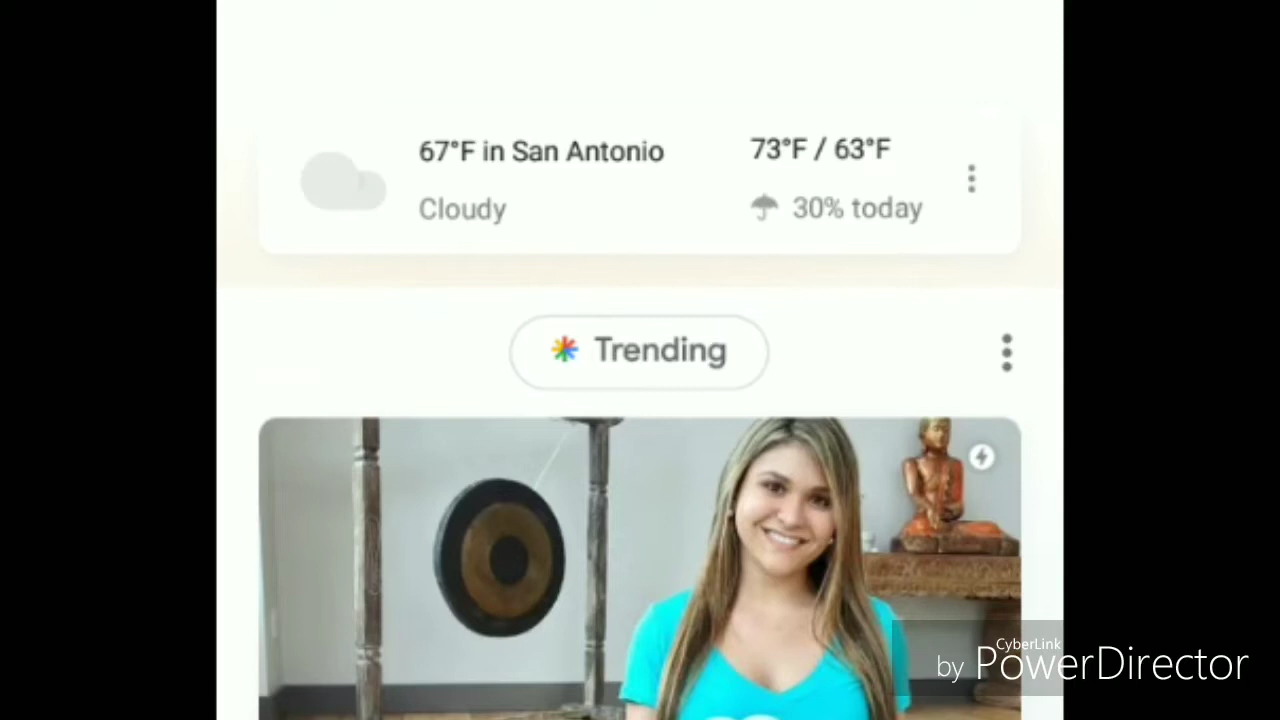 67°F in San Antonio
73°F / 63°F
Cloudy
30% today
Trending
CyberLink
by PowerDirector